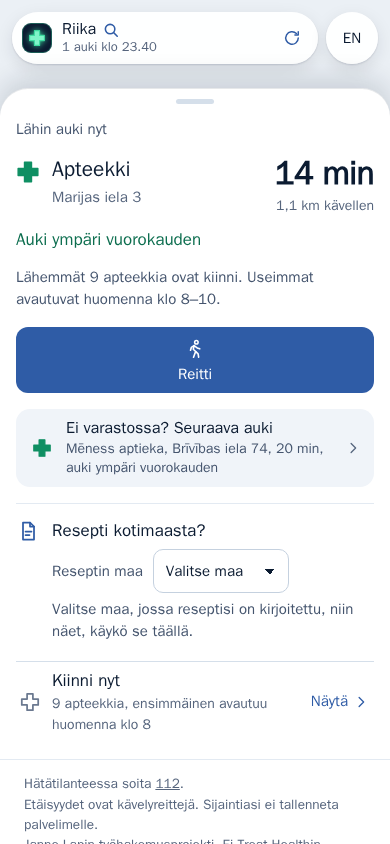 Riika
1 auki klo 23.40
EN
Lähin auki nyt
Apteekki
14 min
Marijas iela 3
1,1 km kävellen
Auki ympäri vuorokauden
Lähemmät 9 apteekkia ovat kiinni. Useimmat
avautuvat huomenna klo 8–10.
Reitti
Ei varastossa? Seuraava auki
Mēness aptieka, Brīvības iela 74, 20 min,
auki ympäri vuorokauden
Resepti kotimaasta?
Reseptin maa
Valitse maa
Valitse maa, jossa reseptisi on kirjoitettu, niin
näet, käykö se täällä.
Kiinni nyt
9 apteekkia, ensimmäinen avautuu
huomenna klo 8
Näytä
Hätätilanteessa soita 112.
Etäisyydet ovat kävelyreittejä. Sijaintiasi ei tallenneta
palvelimelle.